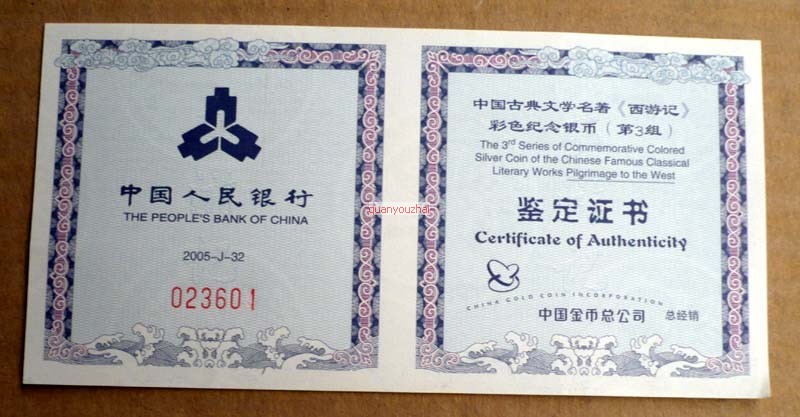 中国人民银行
THE PEOPLE'S BANK OF CHINA
2005-J-32
023601
quanyouzhai
中国古典文学名著《西游记》
彩色纪念银币（第3组）
The 3rd Series of Commemorative Colored
Silver Coin of the Chinese Famous Classical
Literary Works Pilgrimage to the West
鉴定证书
Certificate of Authenticity
CHINA GOLD COIN INCORPORATION
中国金币总公司 总经销